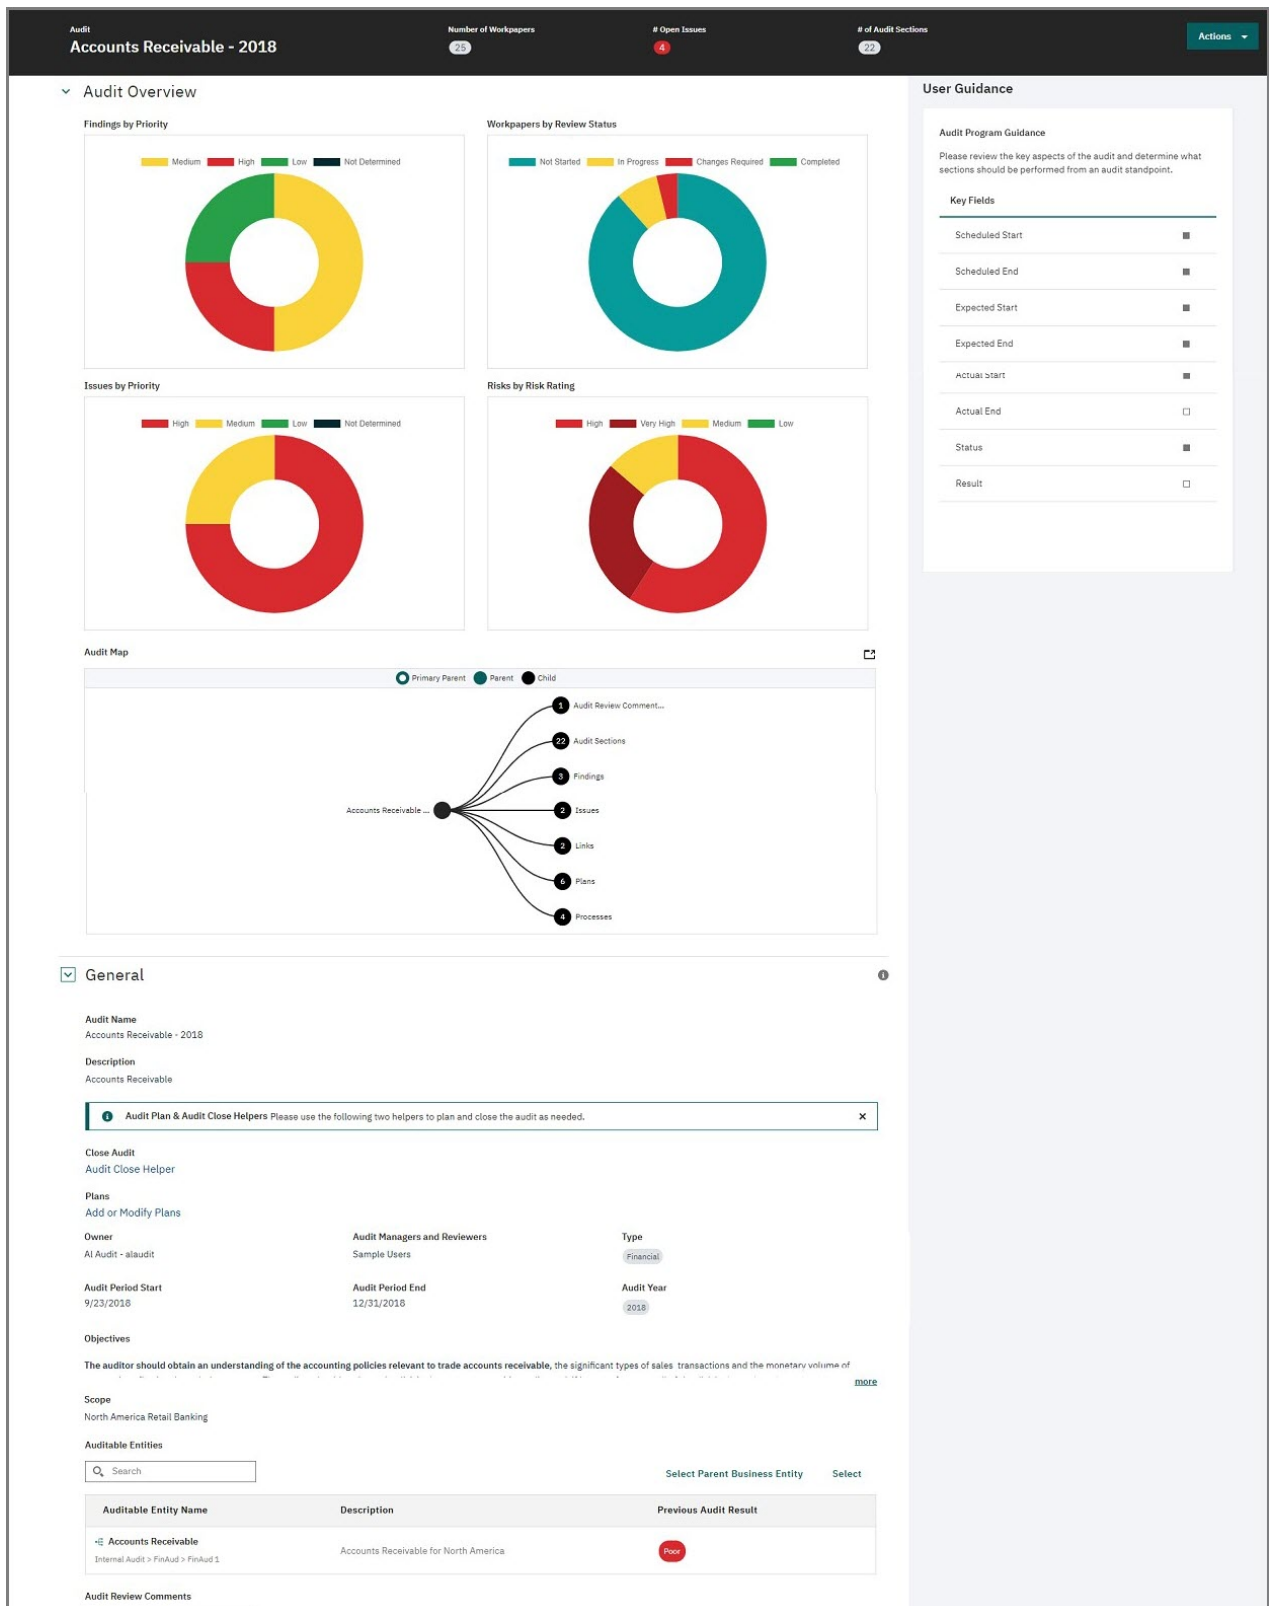 Audit
Accounts Receivable - 2018
Number of Workpapers
25
# Open Issues
4
# of Audit Sections
22
Actions
Audit Overview
Findings by Priority
Medium High Low Not Determined
Workpapers by Review Status
Not Started In Progress Changes Required Completed
Issues by Priority
High Medium Low Not Determined
Risks by Risk Rating
High Very High Medium Low
Audit Map
Primary Parent Parent Child
Accounts Receivable ...
1 Audit Review Comment...
22 Audit Sections
3 Findings
2 Issues
2 Links
6 Plans
4 Processes
General
Audit Name
Accounts Receivable - 2018
Description
Accounts Receivable
Audit Plan & Audit Close Helpers Please use the following two helpers to plan and close the audit as needed.
Close Audit
Audit Close Helper
Plans
Add or Modify Plans
Owner
Al Audit - alaudit
Audit Managers and Reviewers
Sample Users
Type
Financial
Audit Period Start
9/23/2018
Audit Period End
12/31/2018
Audit Year
2018
Objectives
The auditor should obtain an understanding of the accounting policies relevant to trade accounts receivable, the significant types of sales transactions and the monetary volume of
more
Scope
North America Retail Banking
Auditable Entities
Search
Select Parent Business Entity Select
Auditable Entity Name Description Previous Audit Result
Accounts Receivable
Internal Audit > FinAud > FinAud 1
Accounts Receivable for North America
Poor
Audit Review Comments
User Guidance
Audit Program Guidance
Please review the key aspects of the audit and determine what
sections should be performed from an audit standpoint.
Key Fields
Scheduled Start
Scheduled End
Expected Start
Expected End
Actual Start
Actual End
Status
Result